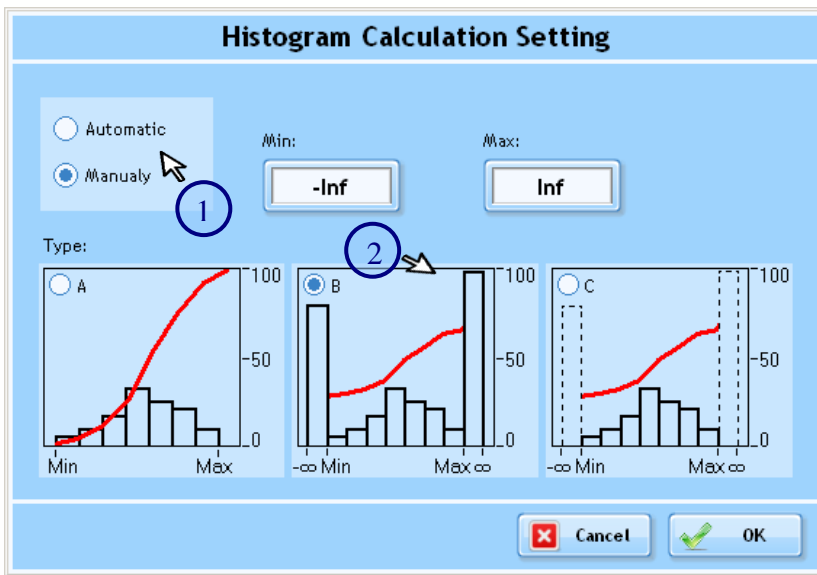 Histogram Calculation Setting
Automatic
Manualy
1
Min:
-Inf
Max:
Inf
Type:
2
A
100
50
0
Min Max
B
100
50
0
-∞ Min Max ∞
C
100
50
0
-∞ Min Max ∞
Cancel
OK